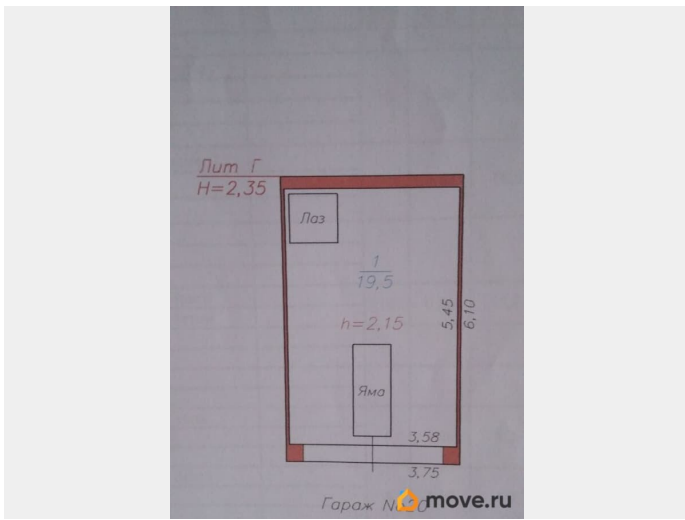 Лит Г
H=2,35
Лаз
1
19,5
5,45
6,10
h=2,15
Яма
3,58
3,75
Гараж
move.ru